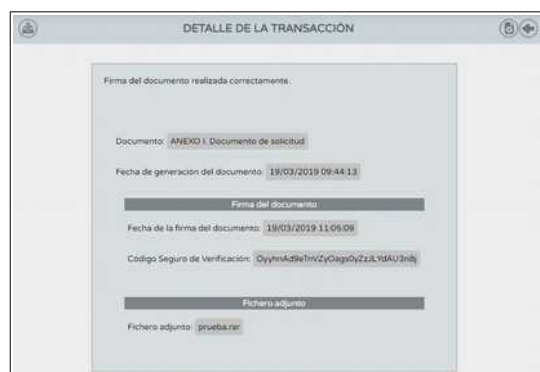 DETALLE DE LA TRANSACCIÓN
Firma del documento realizada correctamente.
Documento: ANEXO I. Documento de solicitud
Fecha de generación del documento: 19/03/2019 09:44:13
Firma del documento
Fecha de la firma del documento: 19/03/2019 11:05:09
Código Seguro de Verificación:
Fichero adjunto
Fichero adjunto: prueba.rar